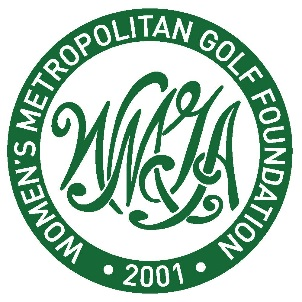 WOMEN'S METROPOLITAN GOLF FOUNDATION
WMGA
• 2001 •